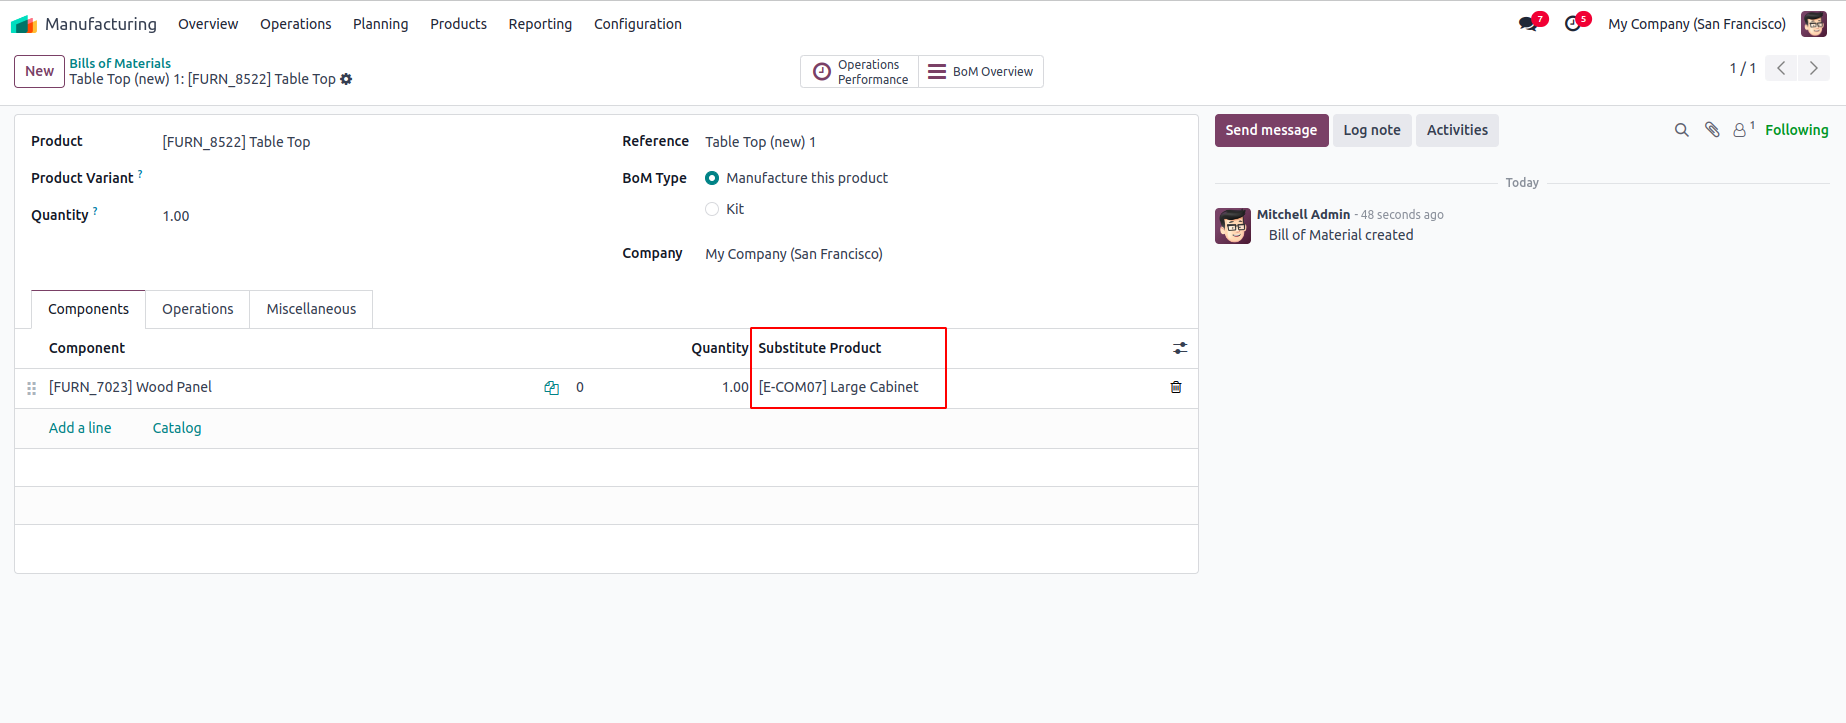 Manufacturing Overview Operations Planning Products Reporting Configuration 7 5 My Company (San Francisco)
New Bills of Materials
Table Top (new) 1: [FURN_8522] Table Top
Operations Performance BoM Overview 1 / 1
Send message Log note Activities 1 Following
Product [FURN_8522] Table Top Reference Table Top (new) 1
Product Variant ? BoM Type Manufacture this product
Quantity ? 1.00 Kit
Company My Company (San Francisco)
Today
Mitchell Admin - 48 seconds ago
Bill of Material created
Components Operations Miscellaneous
Component Quantity Substitute Product
[FURN_7023] Wood Panel 0 1.00 [E-COM07] Large Cabinet
Add a line Catalog